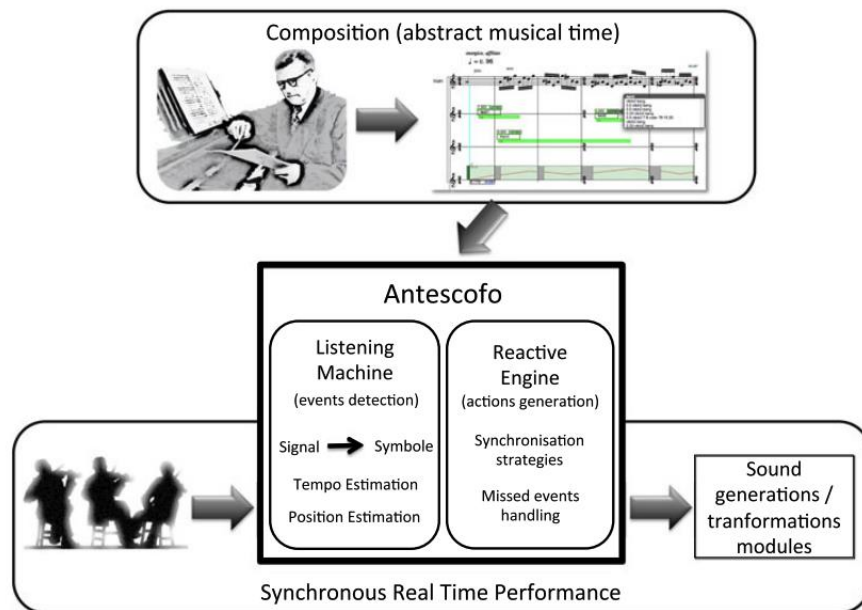 Composition (abstract musical time)
Antescofo
Listening
Machine
(events detection)
Signal
Symbole
Tempo Estimation
Position Estimation
Reactive
Engine
(actions generation)
Synchronisation
strategies
Missed events
handling
Sound
generations /
tranformations
modules
Synchronous Real Time Performance